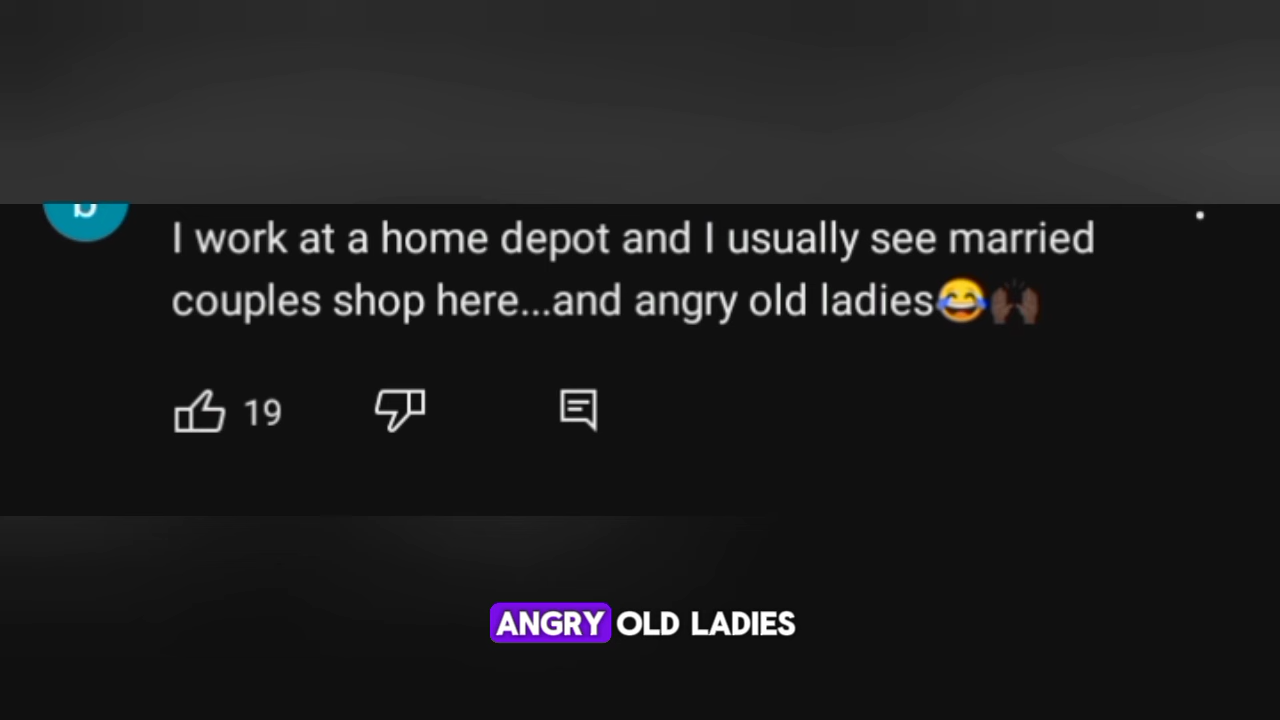 b
I work at a home depot and I usually see married
couples shop here...and angry old ladies😂🙌🏿
19
ANGRY OLD LADIES